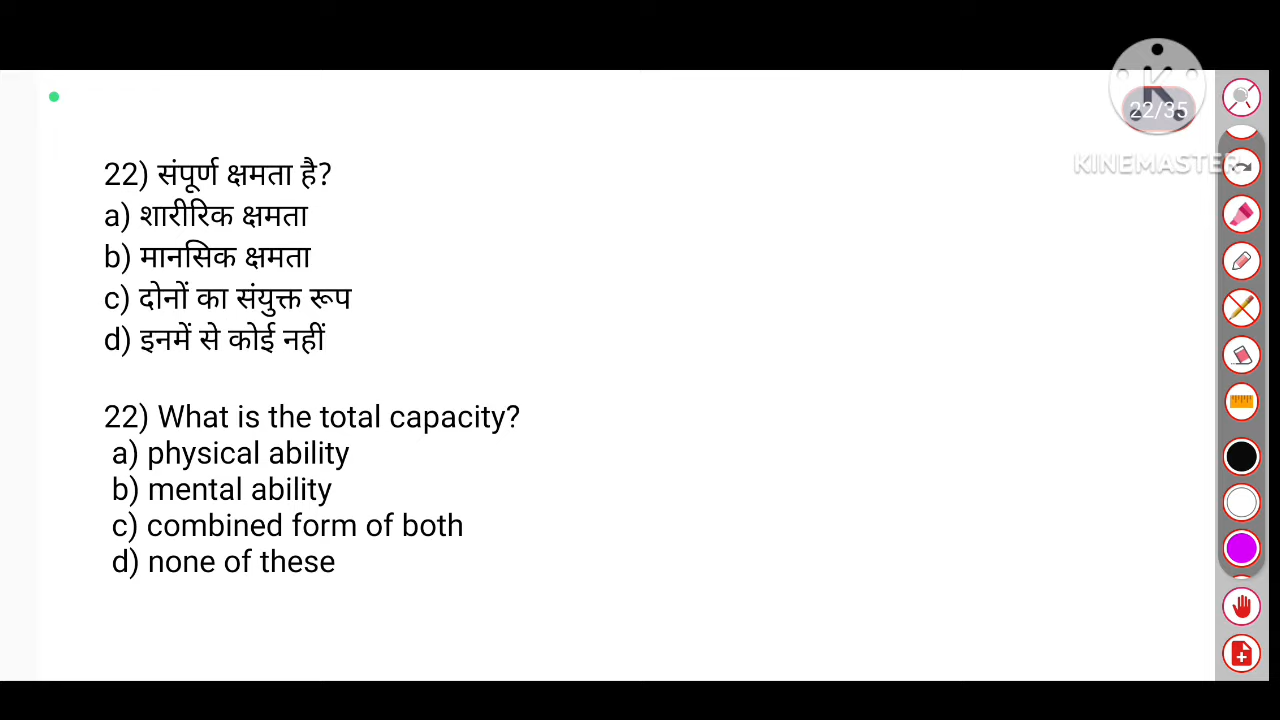 22/35
KINEMASTER
22) संपूर्ण क्षमता है?
a) शारीरिक क्षमता
b) मानसिक क्षमता
c) दोनों का संयुक्त रूप
d) इनमें से कोई नहीं
22) What is the total capacity?
a) physical ability
b) mental ability
c) combined form of both
d) none of these